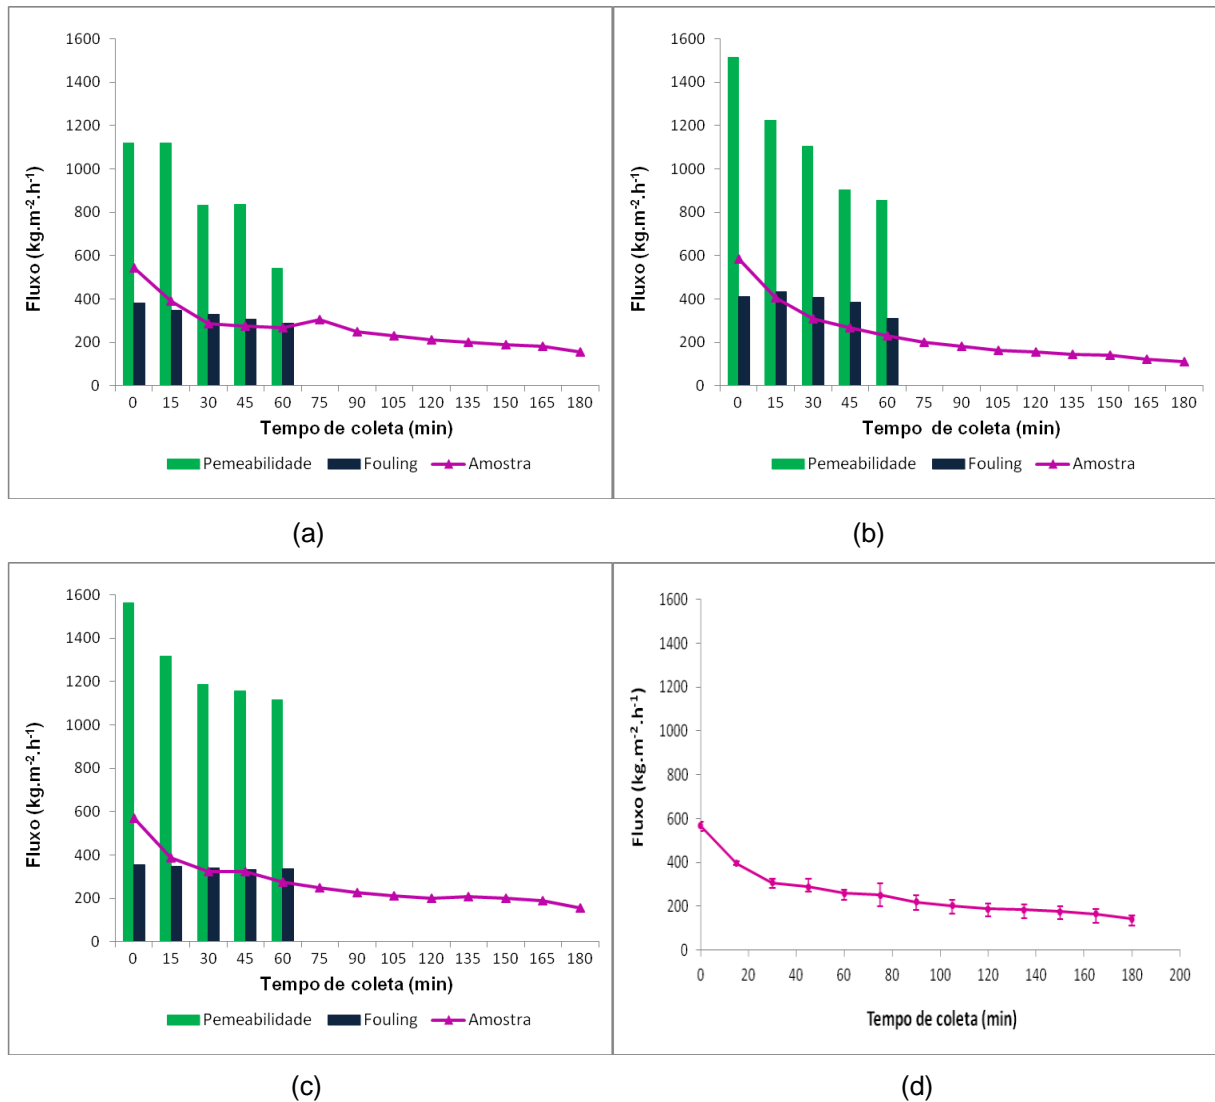 1600
1400
1200
1000
800
600
400
200
0
Fluxo (kg.m⁻².h⁻¹)
0 15 30 45 60 75 90 105 120 135 150 165 180
Tempo de coleta (min)
Pemeabilidade Fouling Amostra
(a)
1600
1400
1200
1000
800
600
400
200
0
Fluxo (kg.m⁻².h⁻¹)
0 15 30 45 60 75 90 105 120 135 150 165 180
Tempo de coleta (min)
Pemeabilidade Fouling Amostra
(b)
1600
1400
1200
1000
800
600
400
200
0
Fluxo (kg.m⁻².h⁻¹)
0 15 30 45 60 75 90 105 120 135 150 165 180
Tempo de coleta (min)
Pemeabilidade Fouling Amostra
(c)
1600
1400
1200
1000
800
600
400
200
0
Fluxo (kg.m⁻².h⁻¹)
0 20 40 60 80 100 120 140 160 180 200
Tempo de coleta (min)
(d)